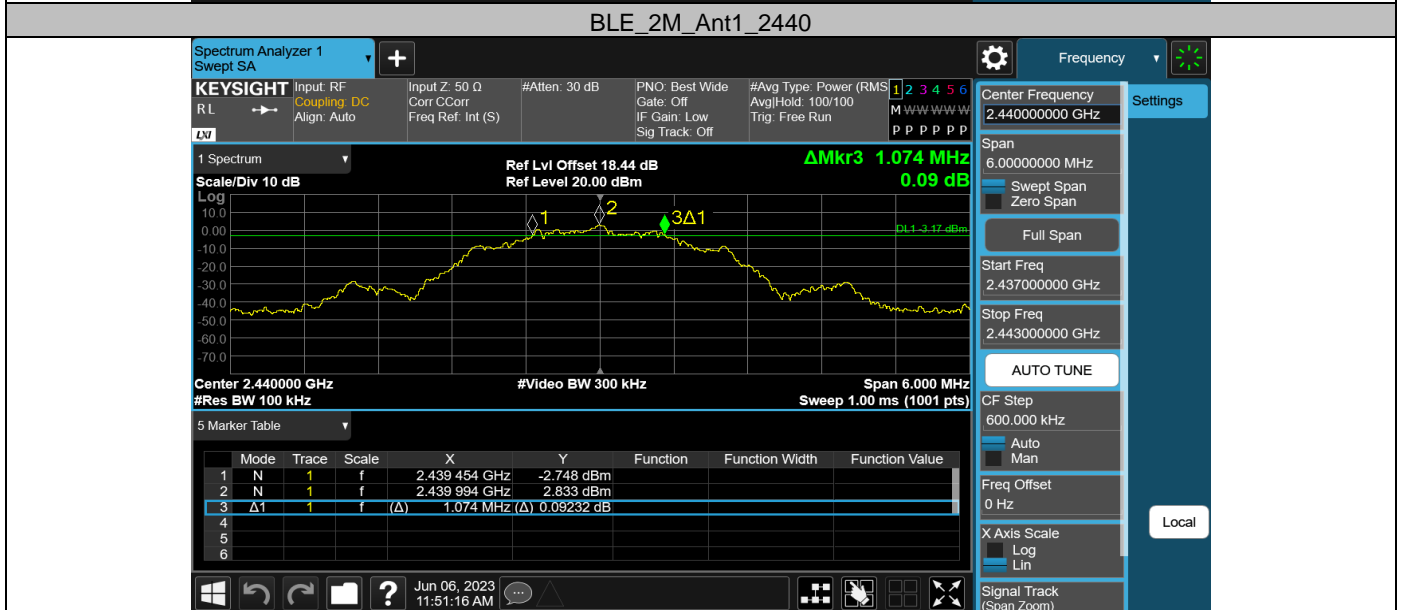 BLE_2M_Ant1_2440
Spectrum Analyzer 1
Swept SA
+
Frequency
KEYSIGHT
RL
LXI
Input: RF
Coupling: DC
Align: Auto
Input Z: 50 Ω
Corr CCorr
Freq Ref: Int (S)
#Atten: 30 dB
PNO: Best Wide
Gate: Off
IF Gain: Low
Sig Track: Off
#Avg Type: Power (RMS
Avg|Hold: 100/100
Trig: Free Run
1 2 3 4 5 6
M W W W W W
P P P P P P
1 Spectrum
Scale/Div 10 dB
Ref Lvl Offset 18.44 dB
Ref Level 20.00 dBm
ΔMkr3 1.074 MHz
0.09 dB
Log
10.0
0.00
-10.0
-20.0
-30.0
-40.0
-50.0
-60.0
-70.0
1
2
3Δ1
DL1 -3.17 dBm
Center 2.440000 GHz
#Video BW 300 kHz
Span 6.000 MHz
#Res BW 100 kHz
Sweep 1.00 ms (1001 pts)
5 Marker Table
Mode Trace Scale X Y Function Function Width Function Value
1 N 1 f 2.439 454 GHz -2.748 dBm
2 N 1 f 2.439 994 GHz 2.833 dBm
3 Δ1 1 f (Δ) 1.074 MHz (Δ) 0.09232 dB
4
5
6
?
Jun 06, 2023
11:51:16 AM
Center Frequency
2.440000000 GHz
Settings
Span
6.00000000 MHz
Swept Span
Zero Span
Full Span
Start Freq
2.437000000 GHz
Stop Freq
2.443000000 GHz
AUTO TUNE
CF Step
600.000 kHz
Auto
Man
Freq Offset
0 Hz
Local
X Axis Scale
Log
Lin
Signal Track
(Span Zoom)